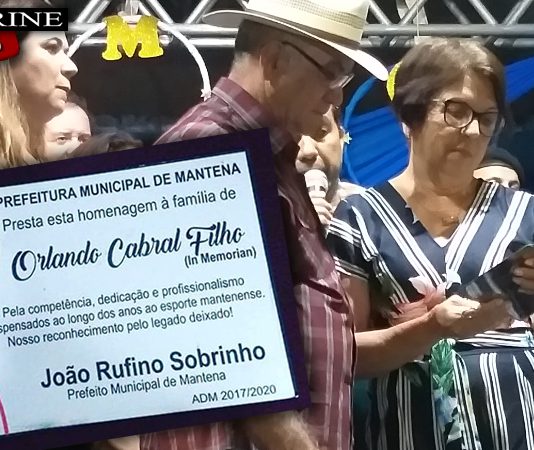 RINE
M
PREFEITURA MUNICIPAL DE MANTENA
Presta esta homenagem à família de
Orlando Cabral Filho
(In Memorian)
Pela competência, dedicação e profissionalismo
spensados ao longo dos anos ao esporte mantenense.
Nosso reconhecimento pelo legado deixado!
João Rufino Sobrinho
Prefeito Municipal de Mantena
ADM 2017/2020